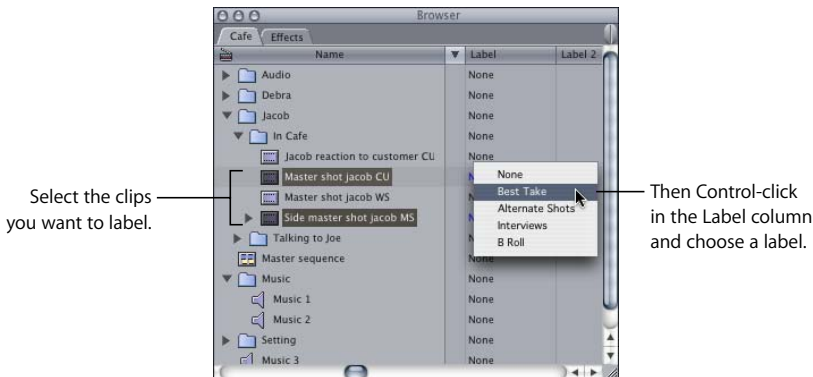 Browser
Cafe Effects
Name Label Label 2
Audio None
Debra None
Jacob None
In Cafe None
Jacob reaction to customer CU None
Master shot jacob CU
Master shot jacob WS
Side master shot jacob MS
Talking to Joe
Master sequence None
Music None
Music 1 None
Music 2 None
Setting None
Music 3 None
None
Best Take
Alternate Shots
Interviews
B Roll
Select the clips
you want to label.
Then Control-click
in the Label column
and choose a label.